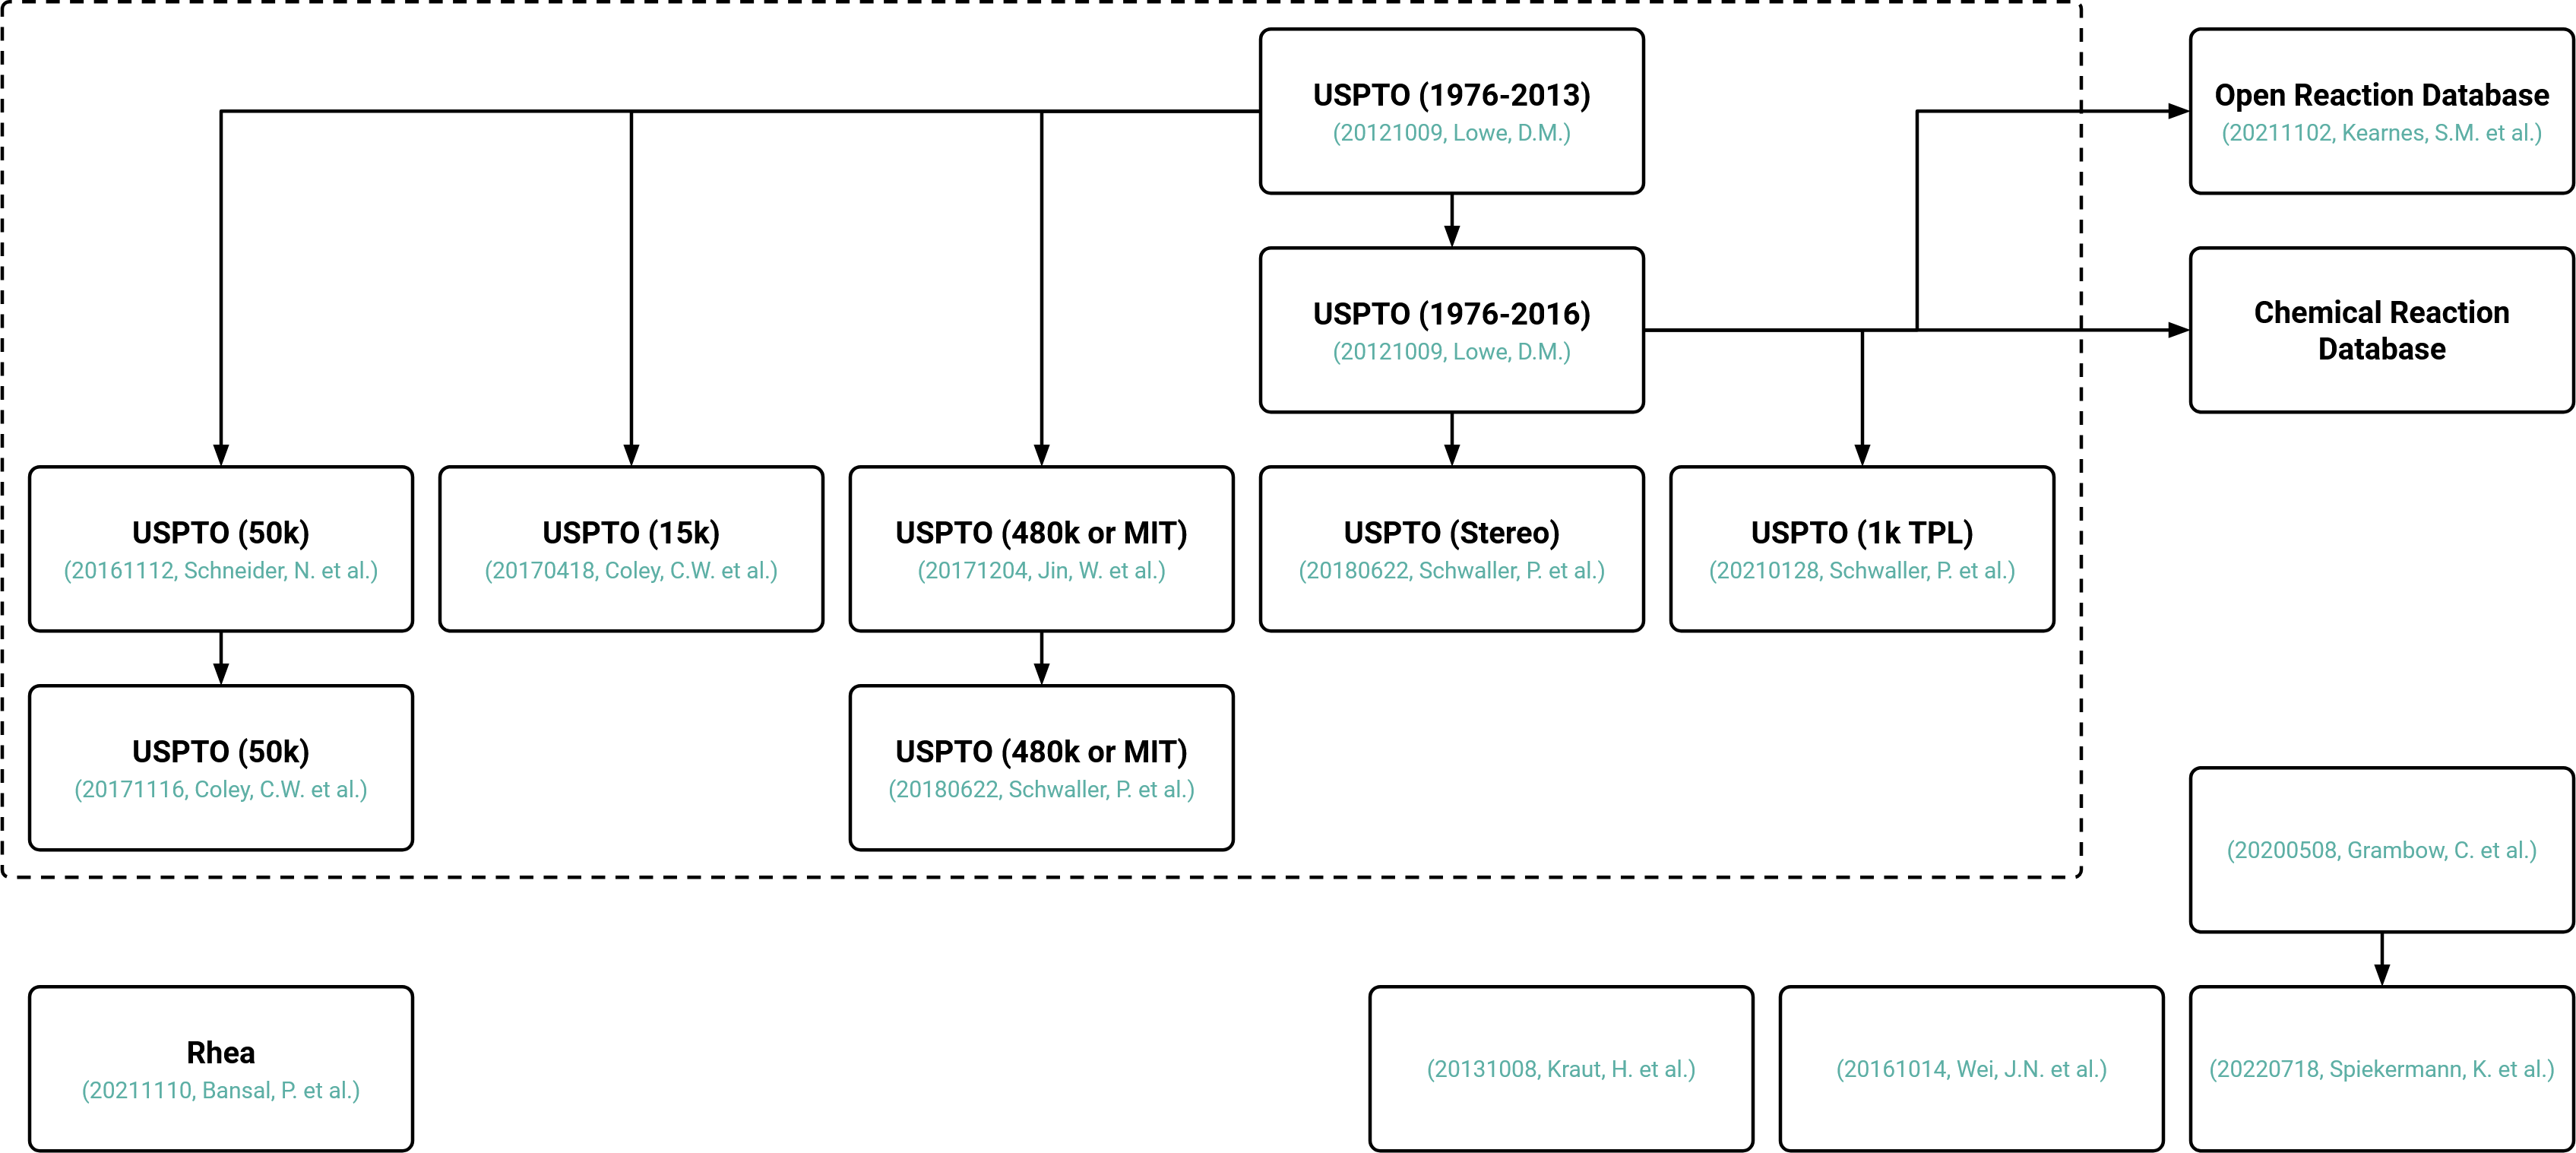 USPTO (1976-2013)
(20121009, Lowe, D.M.)
Open Reaction Database
(20211102, Kearnes, S.M. et al.)
USPTO (1976-2016)
(20121009, Lowe, D.M.)
Chemical Reaction
Database
USPTO (50k)
(20161112, Schneider, N. et al.)
USPTO (15k)
(20170418, Coley, C.W. et al.)
USPTO (480k or MIT)
(20171204, Jin, W. et al.)
USPTO (Stereo)
(20180622, Schwaller, P. et al.)
USPTO (1k TPL)
(20210128, Schwaller, P. et al.)
USPTO (50k)
(20171116, Coley, C.W. et al.)
USPTO (480k or MIT)
(20180622, Schwaller, P. et al.)
(20200508, Grambow, C. et al.)
Rhea
(20211110, Bansal, P. et al.)
(20131008, Kraut, H. et al.)
(20161014, Wei, J.N. et al.)
(20220718, Spiekermann, K. et al.)